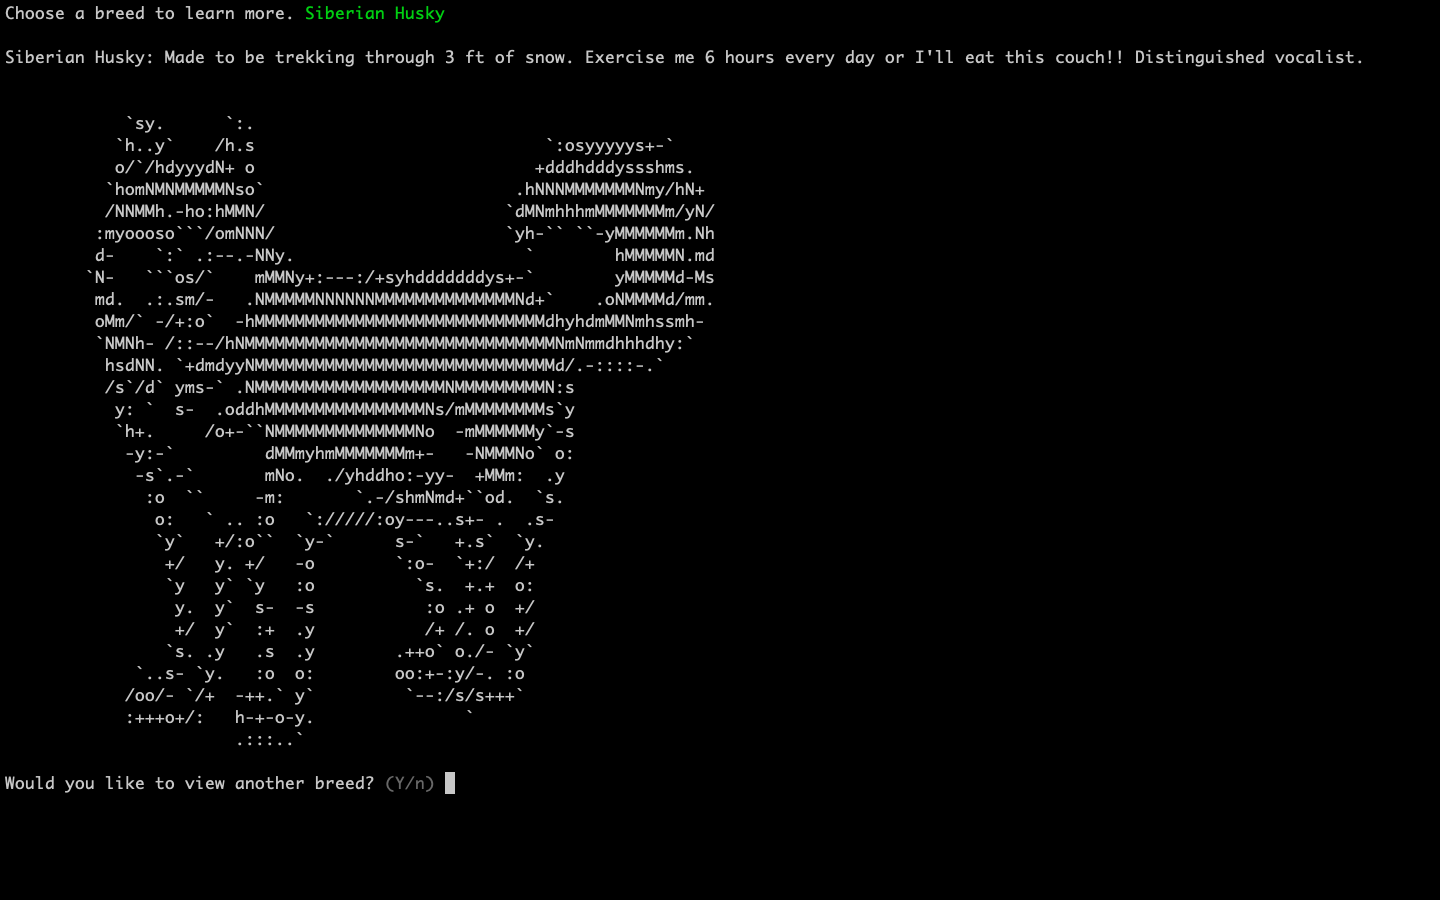 Choose a breed to learn more. Siberian Husky
Siberian Husky: Made to be trekking through 3 ft of snow. Exercise me 6 hours every day or I'll eat this couch!! Distinguished vocalist.
Would you like to view another breed? (Y/n)